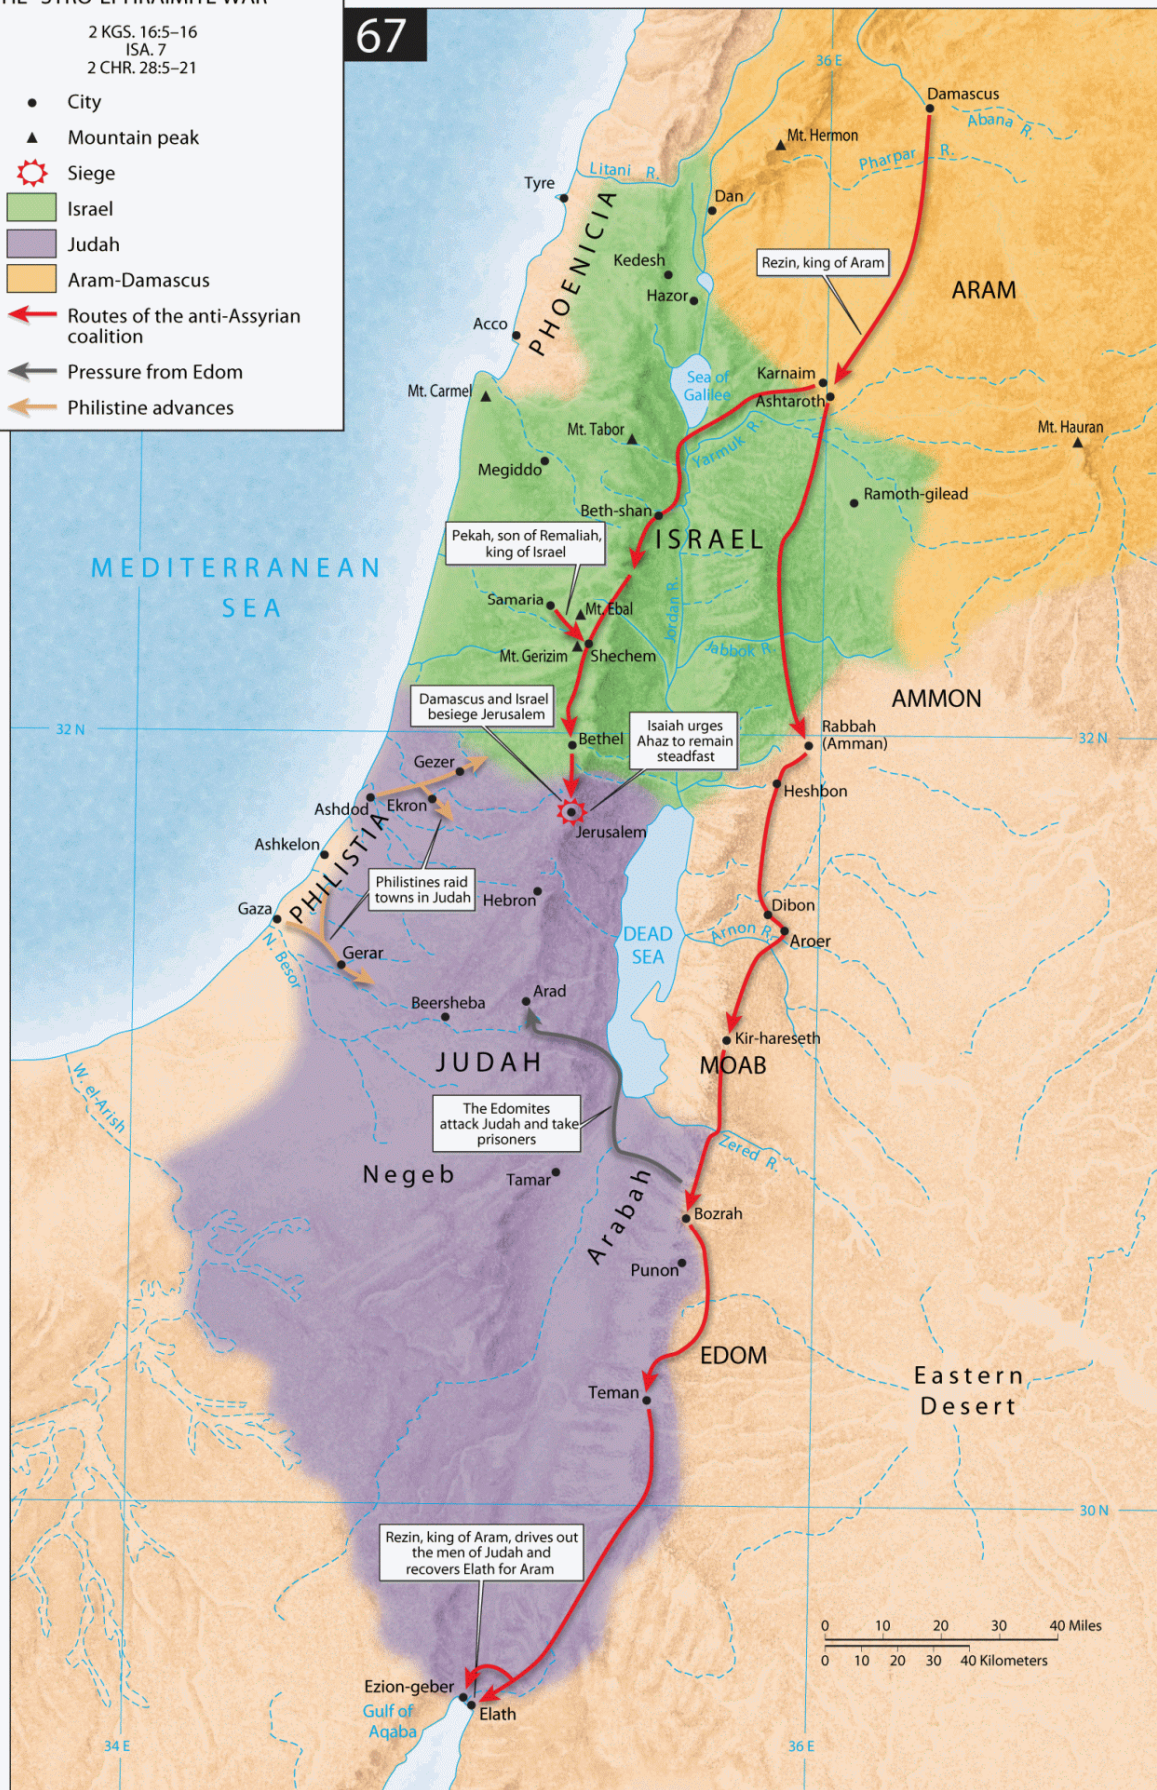 2 KGS. 16:5–16
ISA. 7
2 CHR. 28:5–21
City
Mountain peak
Siege
Israel
Judah
Aram-Damascus
Routes of the anti-Assyrian
coalition
Pressure from Edom
Philistine advances
67
36 E
Damascus
Abana R.
Mt. Hermon
Pharpar R.
Litani R.
Tyre
Dan
PHOENICIA
Kedesh
Hazor
Rezin, king of Aram
ARAM
Acco
Sea of
Galilee
Karnaim
Ashtaroth
Mt. Carmel
Mt. Tabor
Yarmuk R.
Mt. Hauran
Megiddo
Ramoth-gilead
Beth-shan
ISRAEL
Pekah, son of Remaliah,
king of Israel
MEDITERRANEAN
SEA
Samaria
Mt. Ebal
Jordan R.
Mt. Gerizim
Shechem
Jabbok R.
AMMON
Damascus and Israel
besiege Jerusalem
Isaiah urges
Ahaz to remain
steadfast
32 N
Bethel
Rabbah
(Amman)
32 N
Gezer
Heshbon
Ashdod
Ekron
Jerusalem
Ashkelon
PHILISTIA
Philistines raid
towns in Judah
Hebron
Gaza
Dibon
Arnon R.
Aroer
DEAD
SEA
N. Besor
Gerar
Beersheba
Arad
Kir-hareseth
JUDAH
MOAB
W. el-Arish
The Edomites
attack Judah and take
prisoners
Zered R.
Negeb
Tamar
Arabah
Bozrah
Punon
EDOM
Eastern
Desert
Teman
30 N
Rezin, king of Aram, drives out
the men of Judah and
recovers Elath for Aram
0 10 20 30 40 Miles
0 10 20 30 40 Kilometers
Ezion-geber
Elath
Gulf of
Aqaba
34 E
36 E